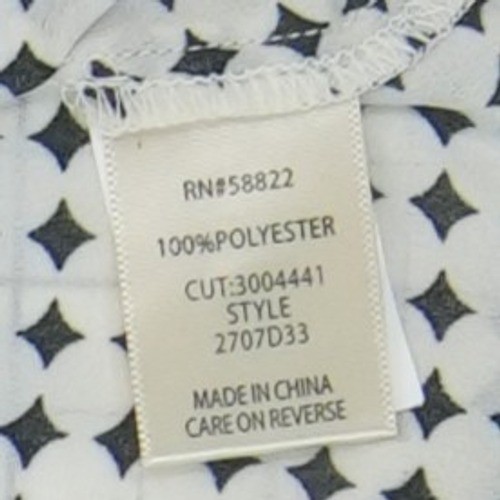 RN#58822
100%POLYESTER
CUT:3004441
STYLE
2707D33
MADE IN CHINA
CARE ON REVERSE